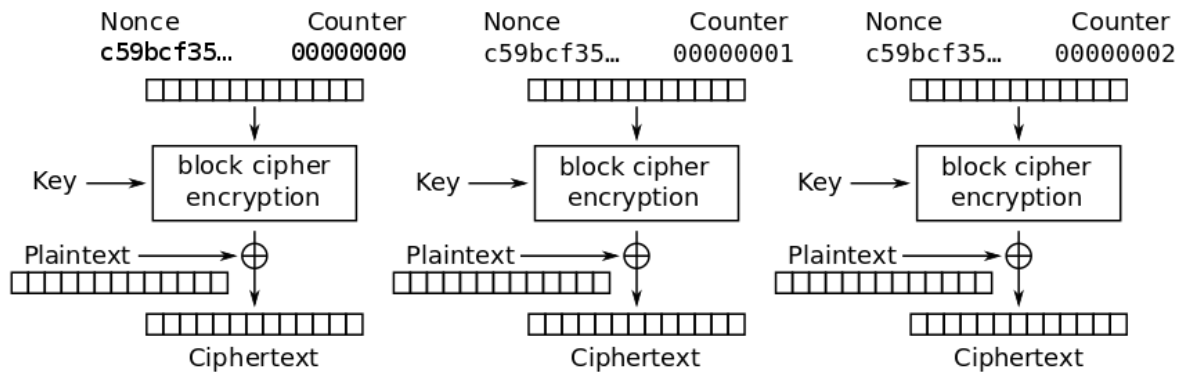 Nonce Counter Nonce Counter Nonce Counter
c59bcf35… 00000000 c59bcf35… 00000001 c59bcf35… 00000002
block cipher block cipher block cipher
Key Key Key
encryption encryption encryption
Plaintext Plaintext Plaintext
Ciphertext Ciphertext Ciphertext